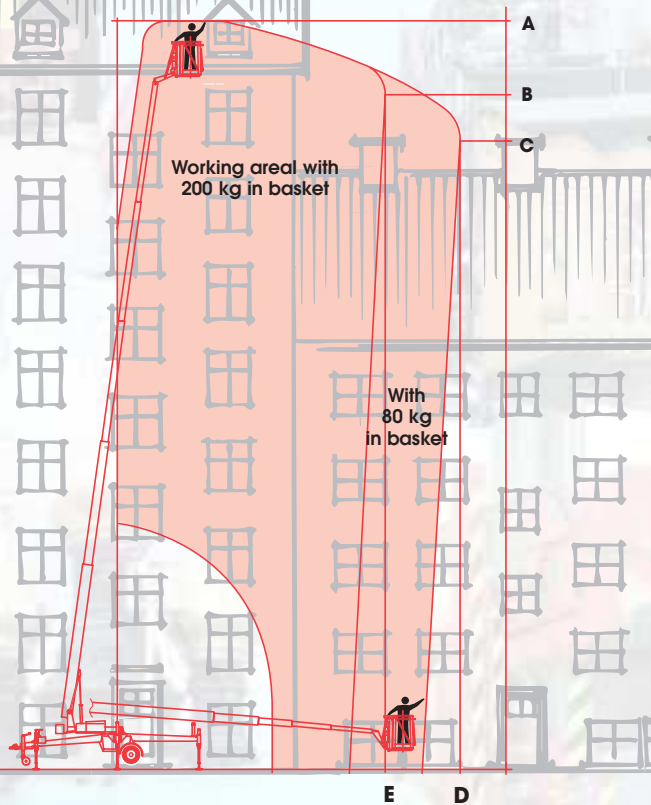 A
B
C
Working areal with
200 kg in basket
With
80 kg
in basket
E
D